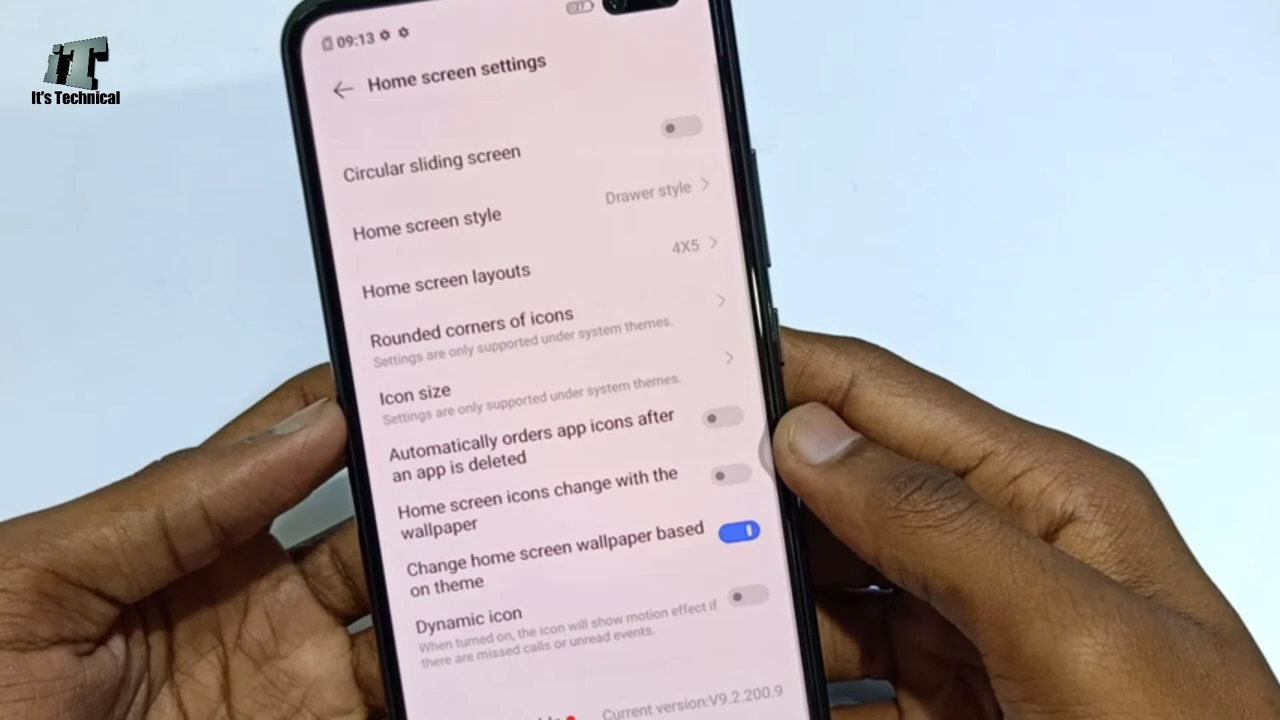 iT
It's Technical
09:13
27
Home screen settings
Circular sliding screen
Home screen style
Drawer style
Home screen layouts
4X5
Rounded corners of icons
Settings are only supported under system themes.
Icon size
Settings are only supported under system themes.
Automatically orders app icons after
an app is deleted
Home screen icons change with the
wallpaper
Change home screen wallpaper based
on theme
Dynamic icon
When turned on, the icon will show motion effect if
there are missed calls or unread events.
Current version:V9.2.200.9